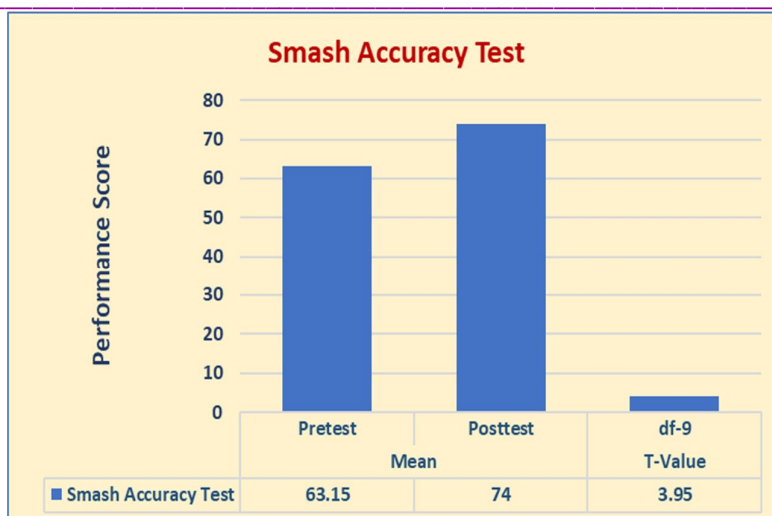 Smash Accuracy Test
Performance Score
80
70
60
50
40
30
20
10
0
Pretest Posttest df-9
Mean T-Value
Smash Accuracy Test 63.15 74 3.95